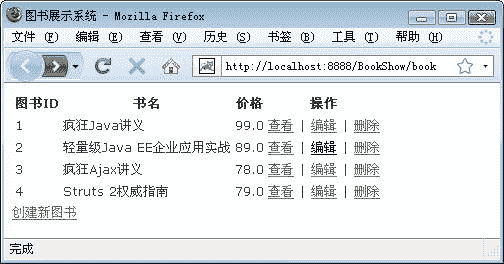 图书展示系统 - Mozilla Firefox
文件 (F) 编辑 (E) 查看 (V) 历史 (S) 书签 (B) 工具 (T) 帮助 (H)
http://localhost:8888/BookShow/book
图书ID 书名 价格 操作
1 疯狂Java讲义 99.0 查看 | 编辑 | 删除
2 轻量级Java EE企业应用实战 89.0 查看 | 编辑 | 删除
3 疯狂Ajax讲义 78.0 查看 | 编辑 | 删除
4 Struts 2权威指南 79.0 查看 | 编辑 | 删除
创建新图书
完成